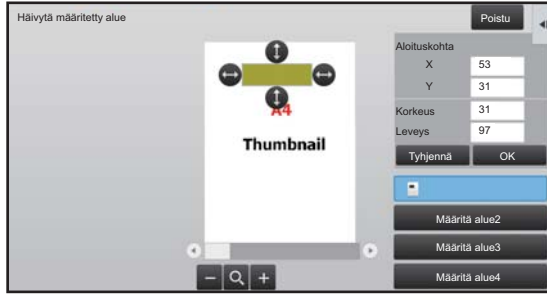 Häivytä määritetty alue
Poistu
Aloituskohta
X 53
Y 31
Korkeus 31
Leveys 97
Tyhjennä OK
A4
Thumbnail
Määritä alue2
Määritä alue3
Määritä alue4